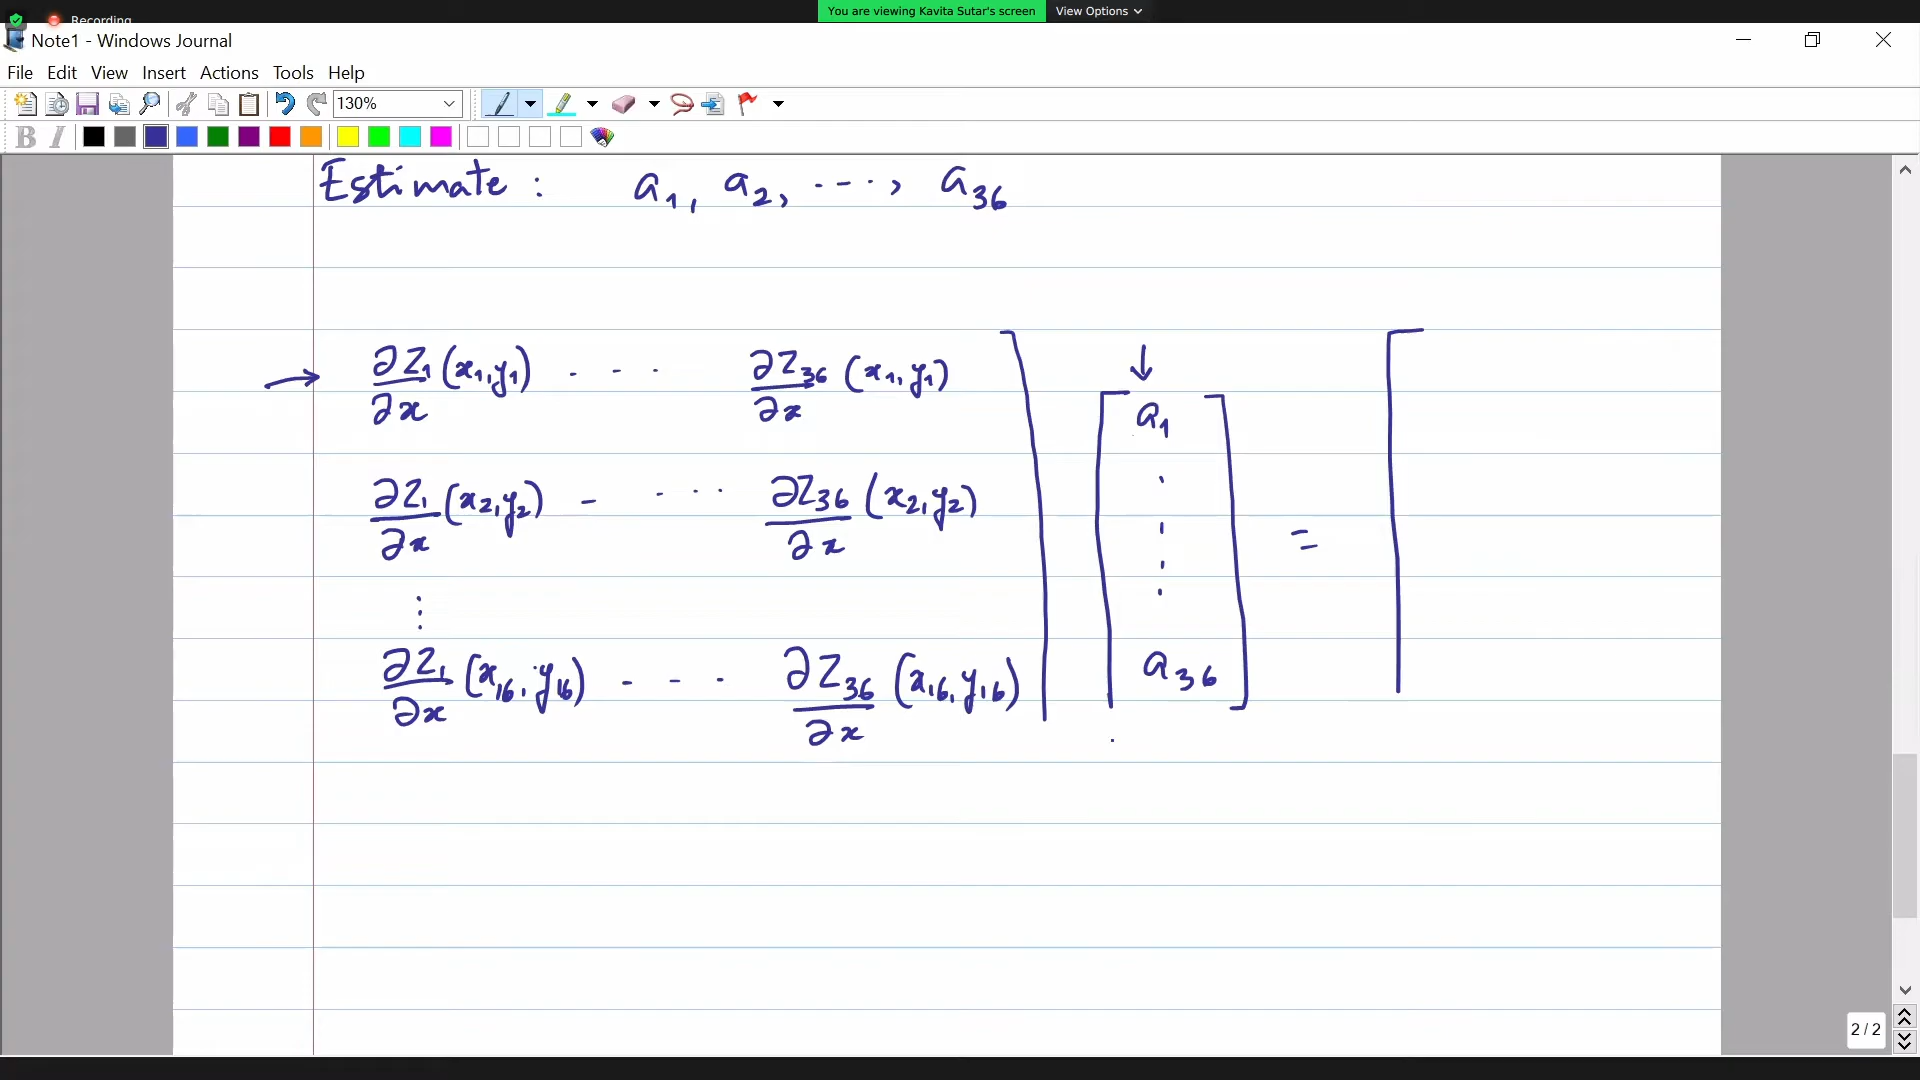 Recording
You are viewing Kavita Sutar's screen View Options
Note1 - Windows Journal
File Edit View Insert Actions Tools Help
130%
B I
Estimate : a₁, a₂, ...., a₃₆
→ ∂Z₁/∂x (x₁,y₁) . - - . ∂Z₃₆/∂x (x₁,y₁) ] ↓ [ a₁
∂Z₁/∂x (x₂,y₂) - . . . . ∂Z₃₆/∂x (x₂,y₂) ⋮ ] = [
⋮
∂Z₁/∂x (x₁₆,y₁₆) - - - . ∂Z₃₆/∂x (x₁₆,y₁₆) a₃₆
2 / 2